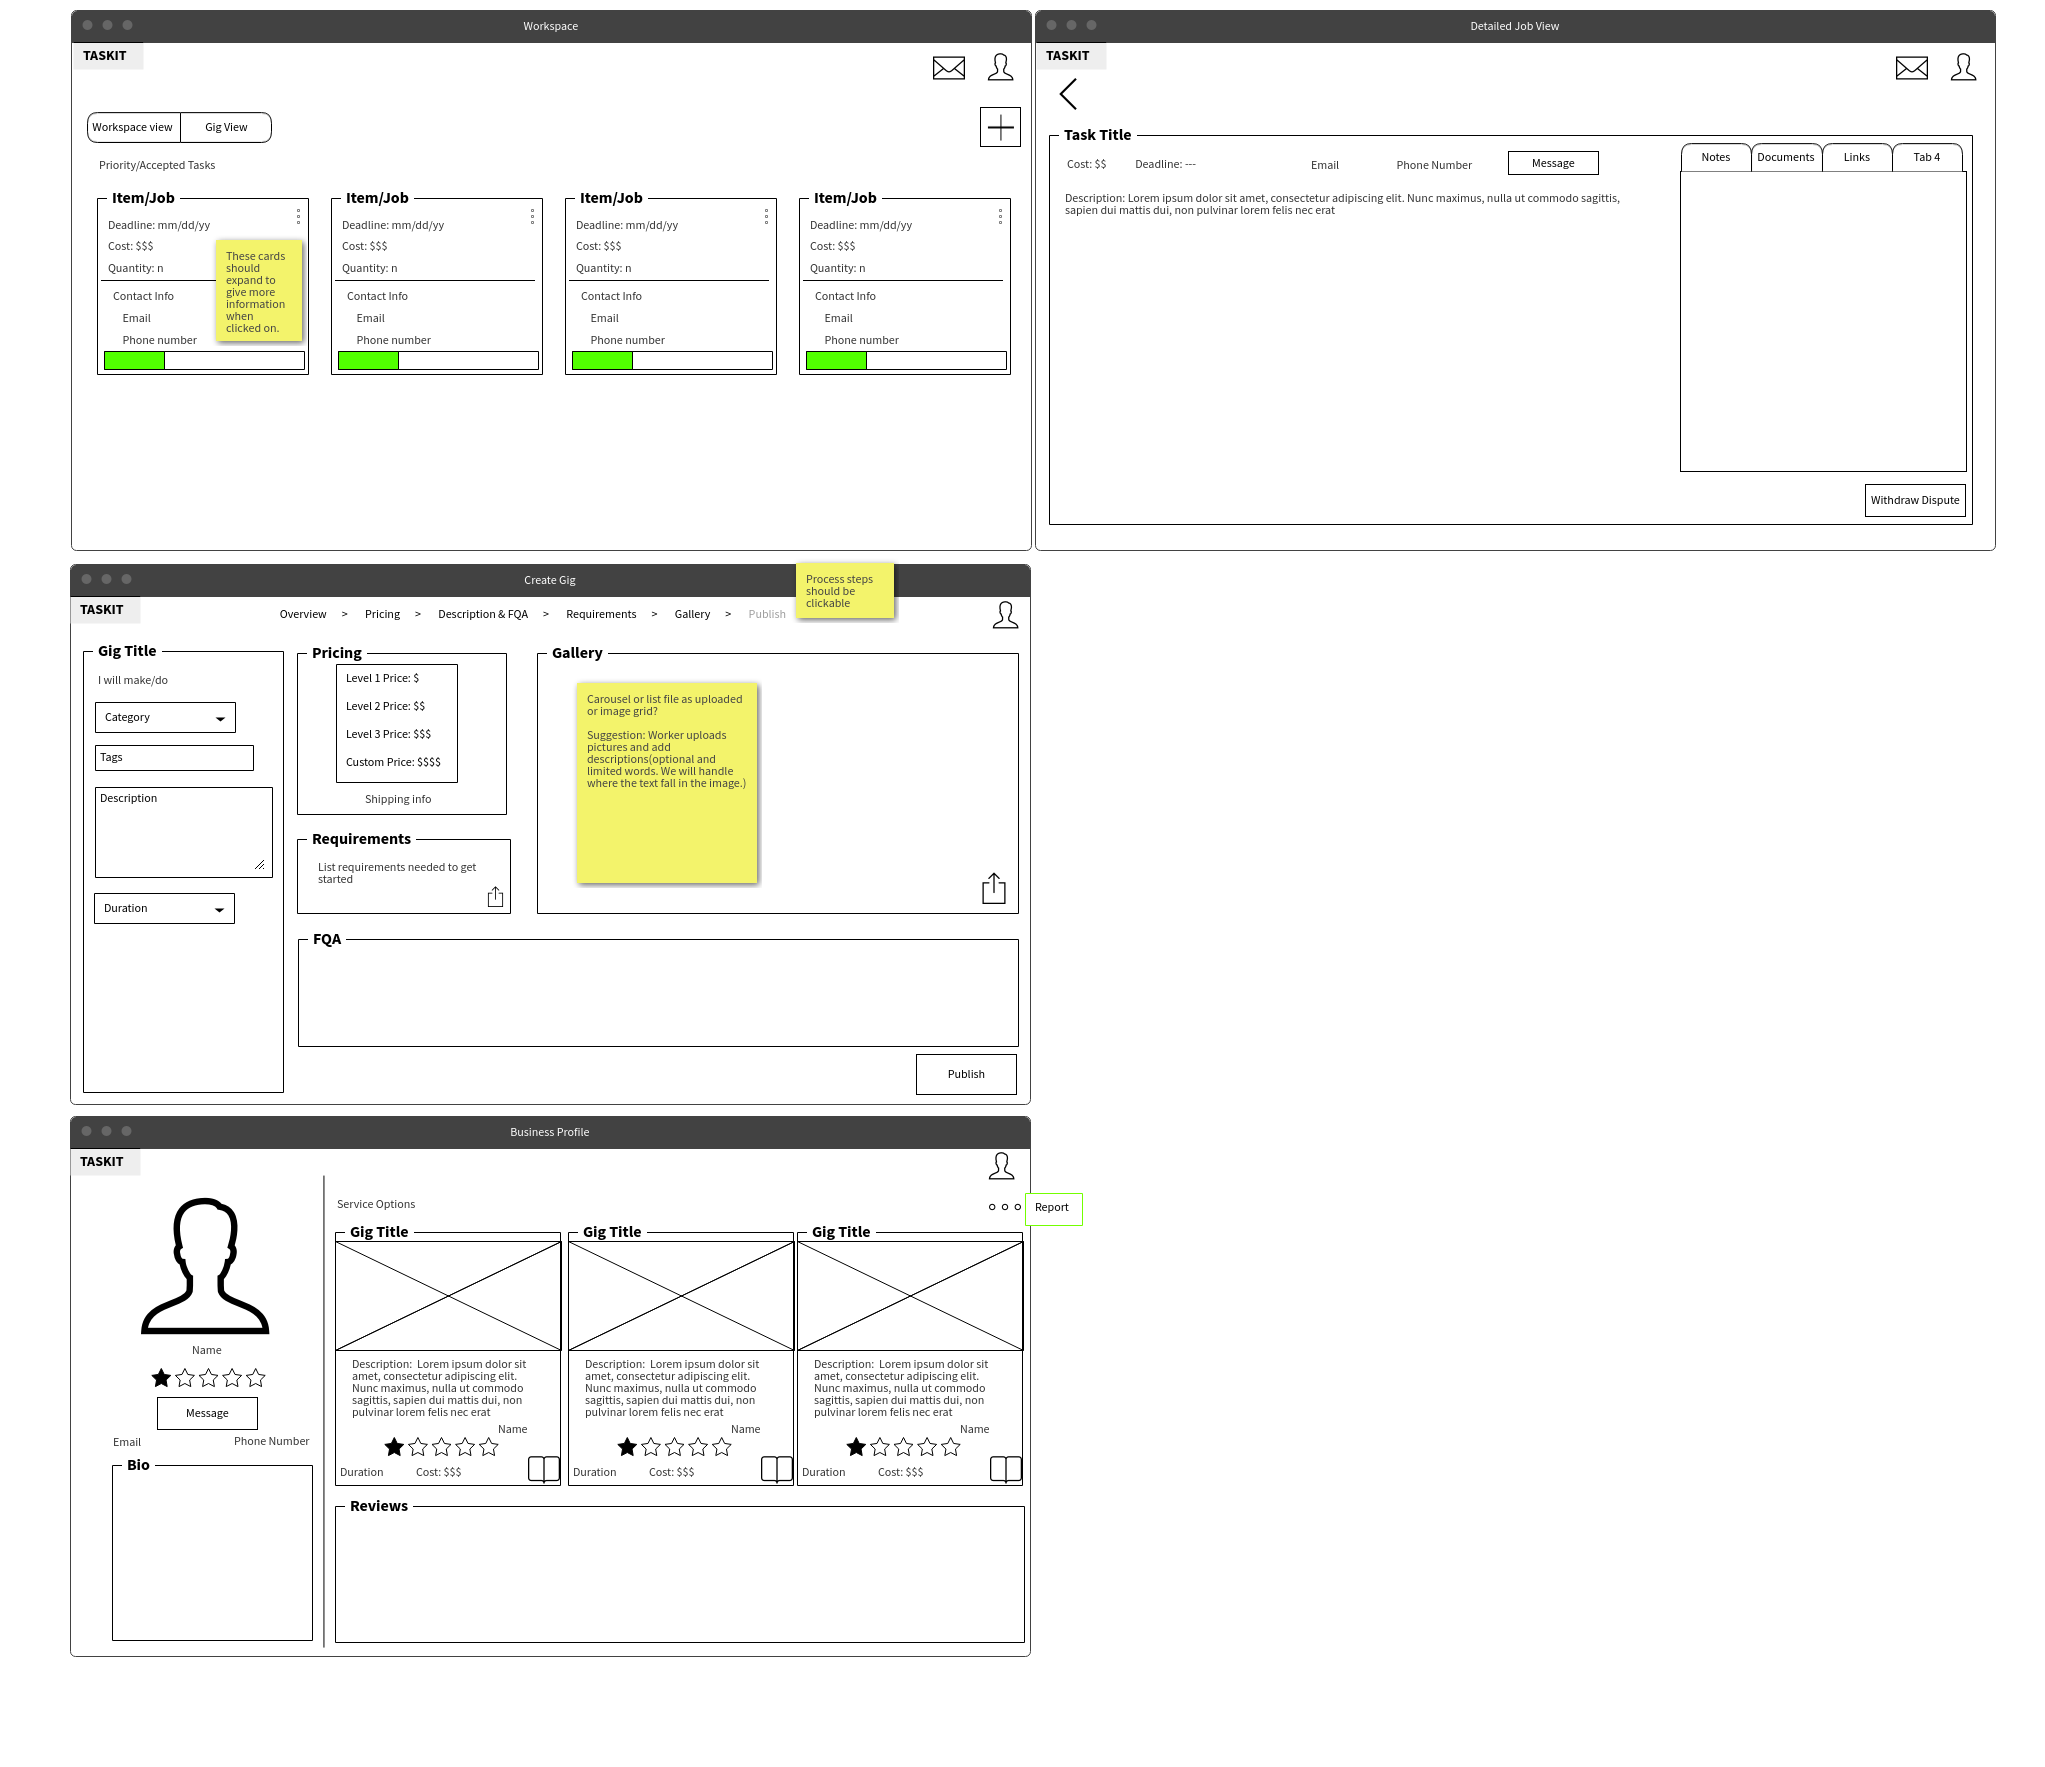 Workspace
TASKIT
Workspace view
Gig View
Priority/Accepted Tasks
Item/Job
Deadline: mm/dd/yy
Cost: $$$
Quantity: n
Contact Info
Email
Phone number
These cards
should
expand to
give more
information
when
clicked on.
Item/Job
Deadline: mm/dd/yy
Cost: $$$
Quantity: n
Contact Info
Email
Phone number
Item/Job
Deadline: mm/dd/yy
Cost: $$$
Quantity: n
Contact Info
Email
Phone number
Item/Job
Deadline: mm/dd/yy
Cost: $$$
Quantity: n
Contact Info
Email
Phone number
Detailed Job View
TASKIT
Task Title
Cost: $$
Deadline: ---
Email
Phone Number
Message
Description: Lorem ipsum dolor sit amet, consectetur adipiscing elit. Nunc maximus, nulla ut commodo sagittis,
sapien dui mattis dui, non pulvinar lorem felis nec erat
Notes
Documents
Links
Tab 4
Withdraw Dispute
Create Gig
Process steps
should be
clickable
TASKIT
Overview > Pricing > Description & FQA > Requirements > Gallery > Publish
Gig Title
I will make/do
Category
Tags
Description
Duration
Pricing
Level 1 Price: $
Level 2 Price: $$
Level 3 Price: $$$
Custom Price: $$$$
Shipping info
Requirements
List requirements needed to get
started
Gallery
Carousel or list file as uploaded
or image grid?
Suggestion: Worker uploads
pictures and add
descriptions(optional and
limited words. We will handle
where the text fall in the image.)
FQA
Publish
Business Profile
TASKIT
Name
Message
Email
Phone Number
Bio
Service Options
Report
Gig Title
Description:  Lorem ipsum dolor sit
amet, consectetur adipiscing elit.
Nunc maximus, nulla ut commodo
sagittis, sapien dui mattis dui, non
pulvinar lorem felis nec erat
Name
Duration
Cost: $$$
Gig Title
Description:  Lorem ipsum dolor sit
amet, consectetur adipiscing elit.
Nunc maximus, nulla ut commodo
sagittis, sapien dui mattis dui, non
pulvinar lorem felis nec erat
Name
Duration
Cost: $$$
Gig Title
Description:  Lorem ipsum dolor sit
amet, consectetur adipiscing elit.
Nunc maximus, nulla ut commodo
sagittis, sapien dui mattis dui, non
pulvinar lorem felis nec erat
Name
Duration
Cost: $$$
Reviews